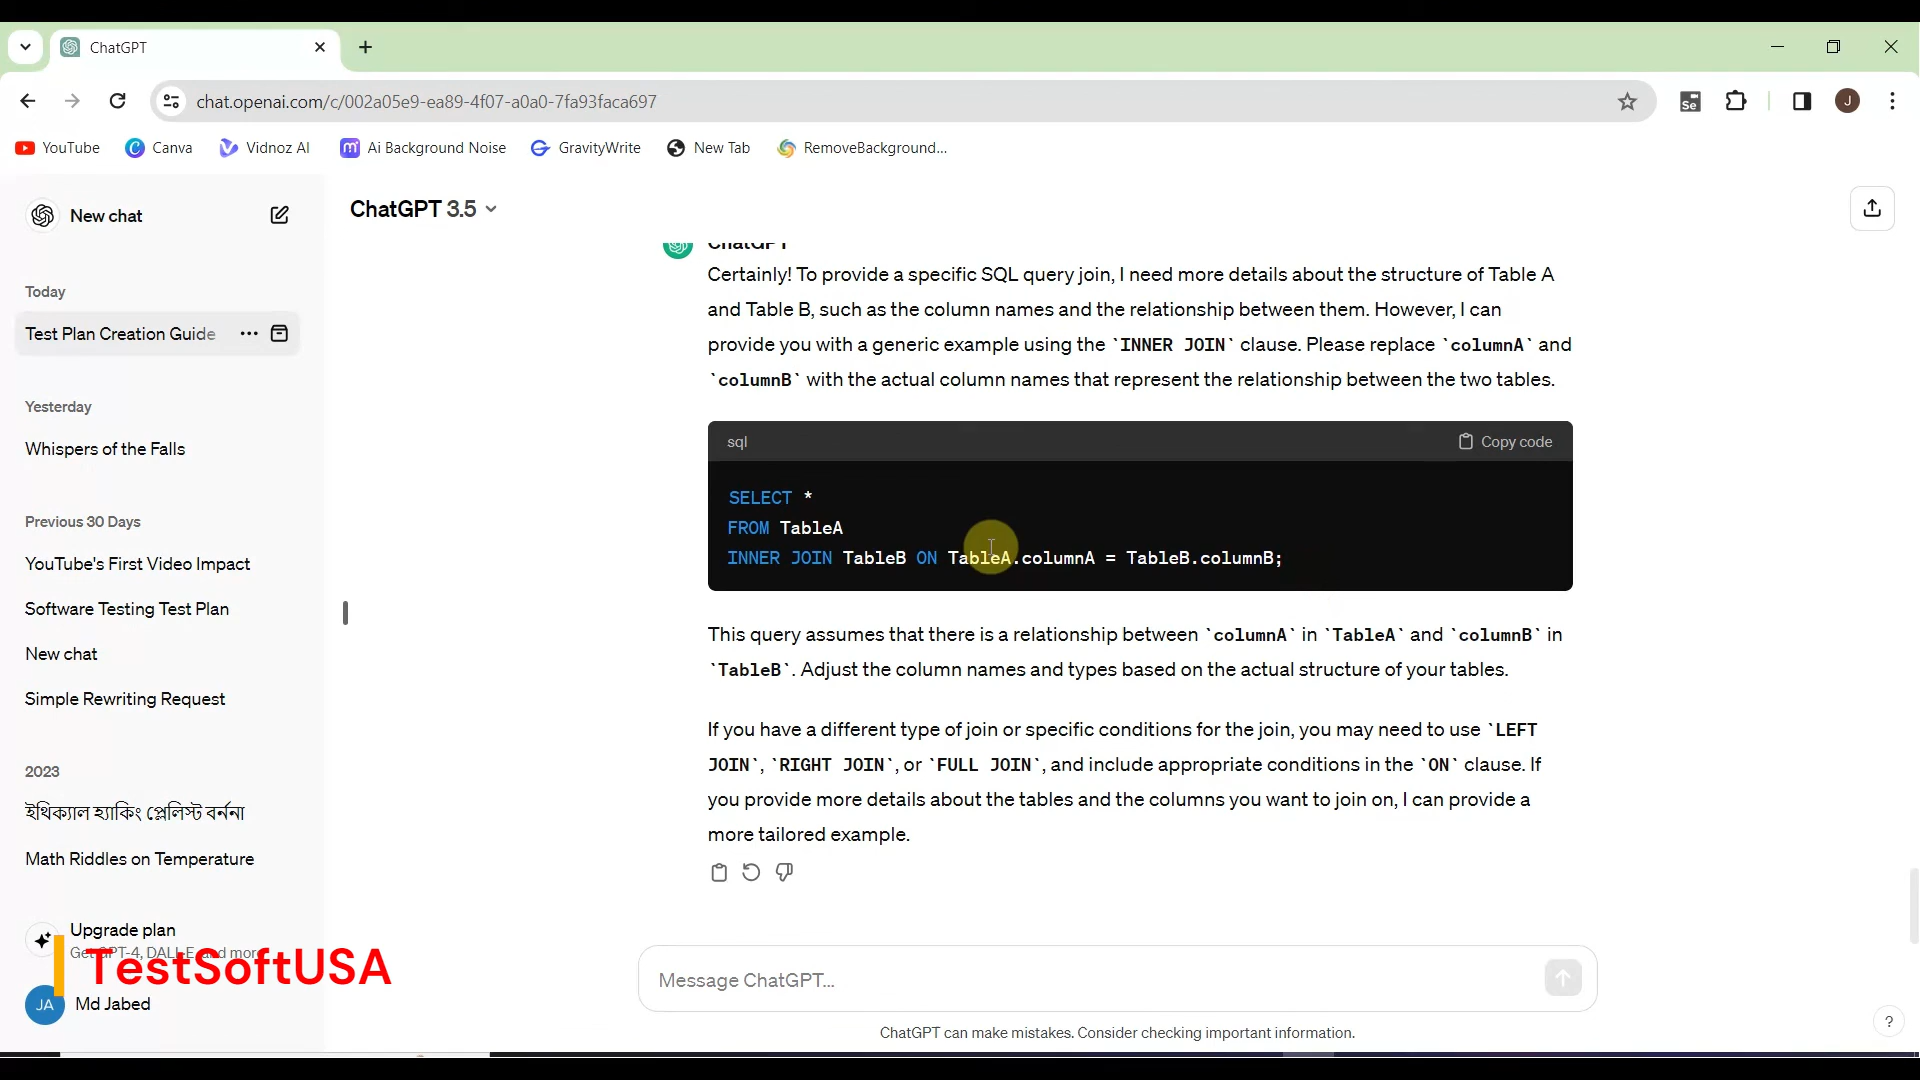 ChatGPT
chat.openai.com/c/002a05e9-ea89-4f07-a0a0-7fa93faca697
Se
J
YouTube
Canva
Vidnoz AI
m
Ai Background Noise
GravityWrite
New Tab
RemoveBackground...
New chat
Today
Test Plan Creation Guide
Yesterday
Whispers of the Falls
Previous 30 Days
YouTube's First Video Impact
Software Testing Test Plan
New chat
Simple Rewriting Request
2023
ইথিক্যাল হ্যাকিং প্লেলিস্ট বর্ননা
Math Riddles on Temperature
Upgrade plan
Get GPT-4, DALL·E, and more
TestSoftUSA
JA
Md Jabed
ChatGPT 3.5
ChatGPT
Certainly! To provide a specific SQL query join, I need more details about the structure of Table A
and Table B, such as the column names and the relationship between them. However, I can
provide you with a generic example using the `INNER JOIN` clause. Please replace `columnA` and
`columnB` with the actual column names that represent the relationship between the two tables.
sql
Copy code
SELECT *
FROM TableA
INNER JOIN TableB ON TableA.columnA = TableB.columnB;
This query assumes that there is a relationship between `columnA` in `TableA` and `columnB` in
`TableB`. Adjust the column names and types based on the actual structure of your tables.
If you have a different type of join or specific conditions for the join, you may need to use `LEFT
JOIN`, `RIGHT JOIN`, or `FULL JOIN`, and include appropriate conditions in the `ON` clause. If
you provide more details about the tables and the columns you want to join on, I can provide a
more tailored example.
Message ChatGPT...
ChatGPT can make mistakes. Consider checking important information.
?